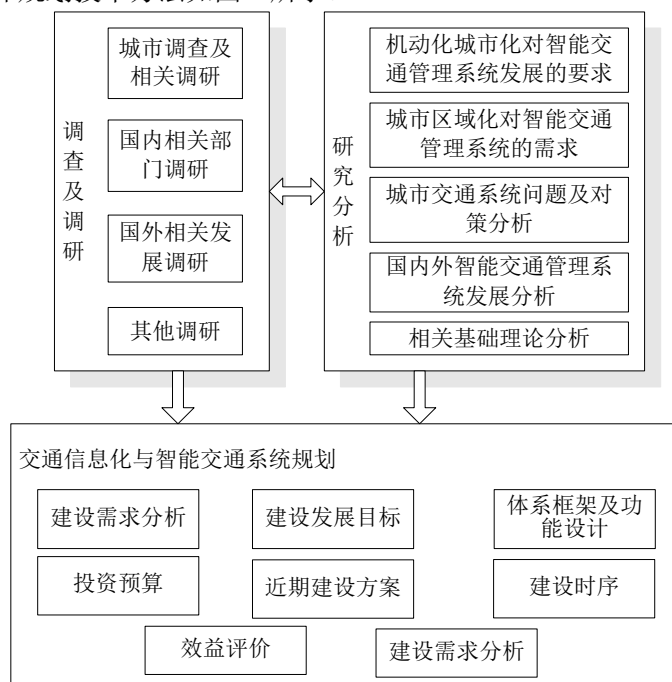 城市调查及
相关调研
国内相关部
门调研
国外相关发
展调研
其他调研
调
查
及
调
研
机动化城市化对智能交
通管理系统发展的要求
城市区域化对智能交通
管理系统的需求
城市交通系统问题及对
策分析
国内外智能交通管理系
统发展分析
相关基础理论分析
研
究
分
析
交通信息化与智能交通系统规划
建设需求分析
建设发展目标
体系框架及功
能设计
投资预算
近期建设方案
建设时序
效益评价
建设需求分析